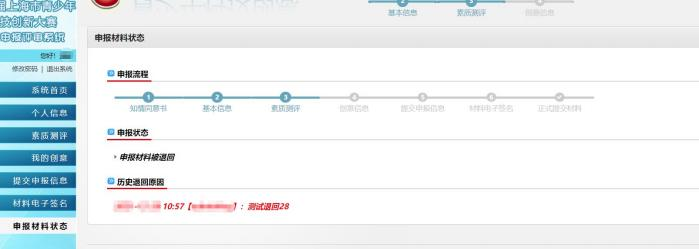 届上海市青少年
技创新大赛
申报评审系统
您好!
修改密码 | 退出系统
系统首页
个人信息
素质测评
我的创意
提交申报信息
材料电子签名
申报材料状态
2
3
4
基本信息
素质测评
创意信息
申报材料状态
申报流程
1
2
3
4
5
6
知情同意书
基本信息
素质测评
创意信息
提交申报信息
材料电子签名
正式提交材料
申报状态
申报材料被退回
历史退回原因
10:57【 】: 测试退回28